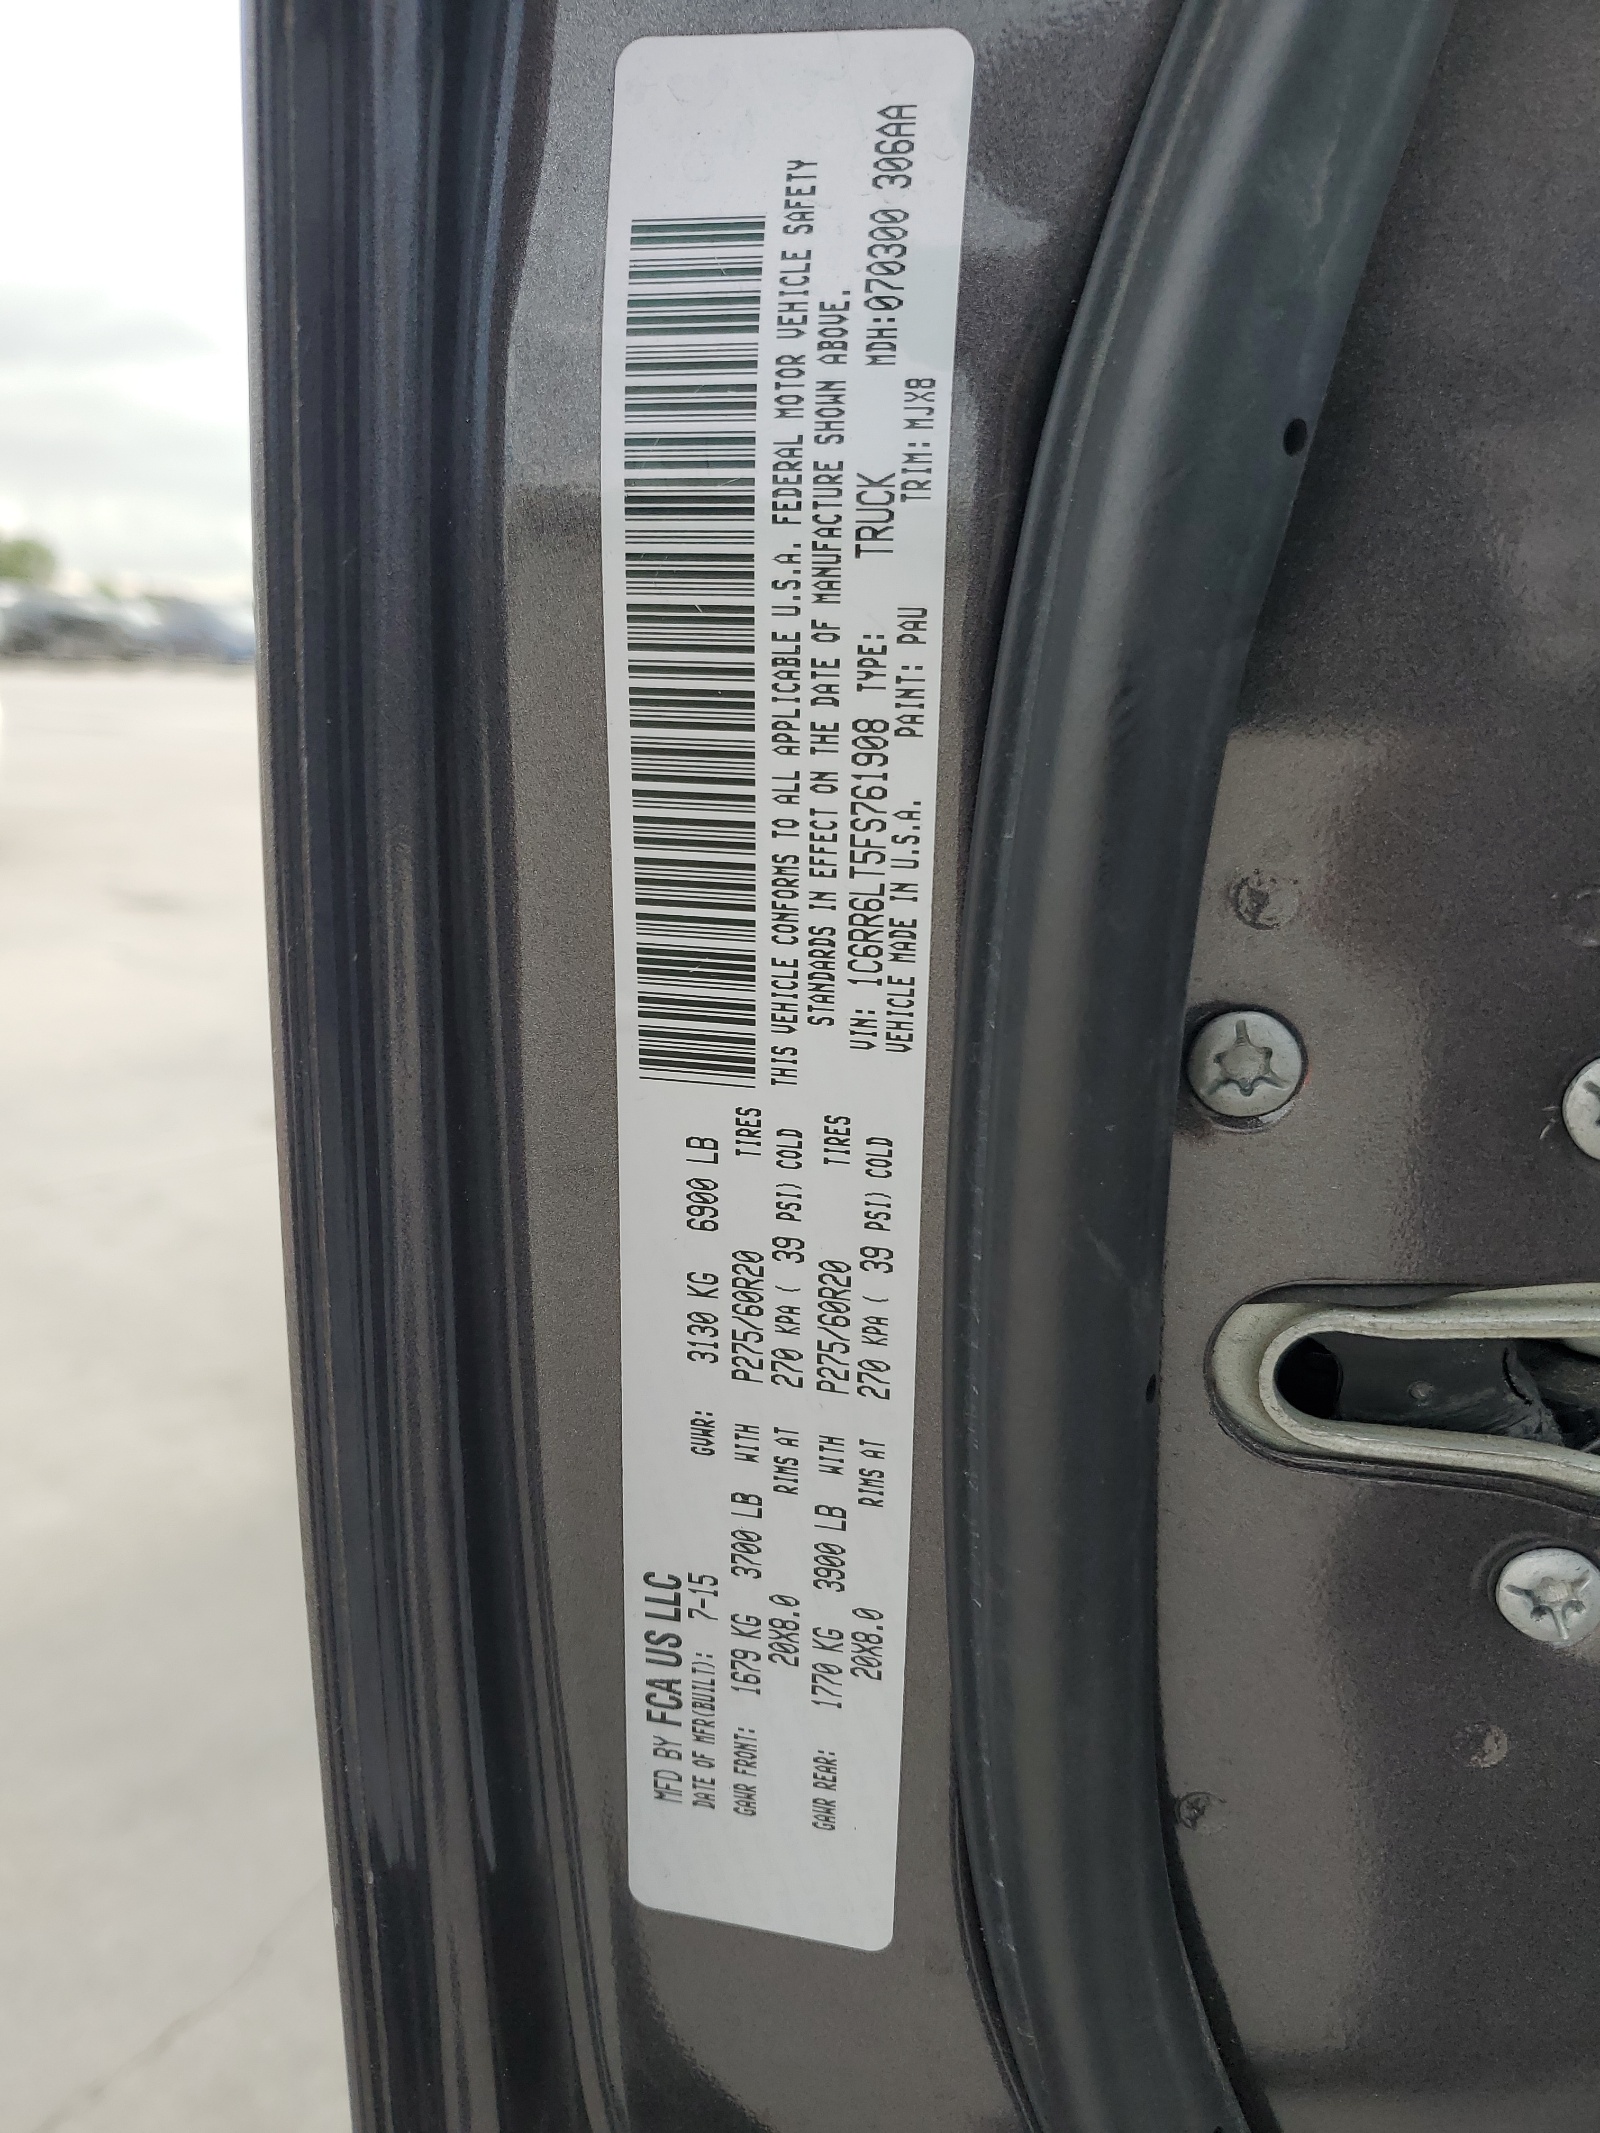 MFD BY FCA US LLC
DATE OF MFR(BUILT): 7-15 GVWR: 3130 KG 6900 LB
GAWR FRONT: 1679 KG 3700 LB WITH P275/60R20 TIRES
20X8.0 RIMS AT 270 KPA ( 39 PSI) COLD
GAWR REAR: 1770 KG 3900 LB WITH P275/60R20 TIRES
20X8.0 RIMS AT 270 KPA ( 39 PSI) COLD
THIS VEHICLE CONFORMS TO ALL APPLICABLE U.S.A. FEDERAL MOTOR VEHICLE SAFETY
STANDARDS IN EFFECT ON THE DATE OF MANUFACTURE SHOWN ABOVE.
VIN: 1C6RR6LT5FS761908 TYPE: TRUCK MDH:070300 306AA
VEHICLE MADE IN U.S.A. PAINT: PAU TRIM: MJX8